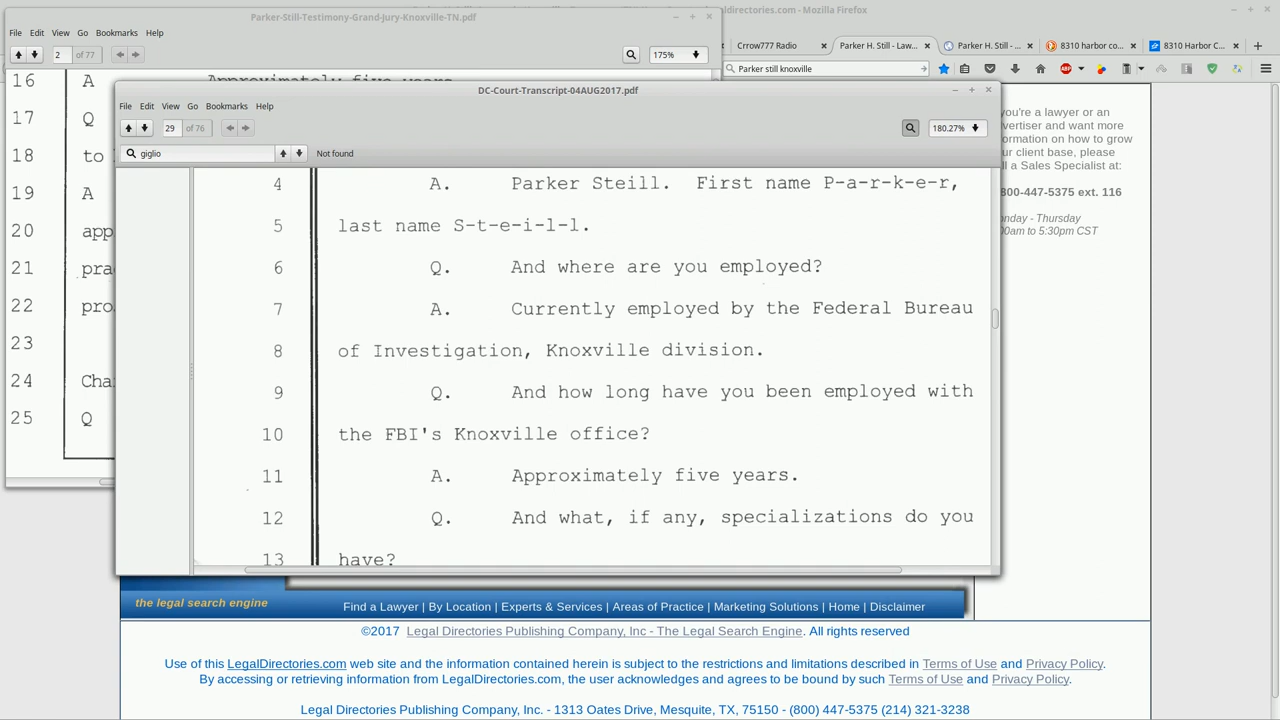 Parker-Still-Testimony-Grand-Jury-Knoxville-TN.pdf
ldirectories.com - Mozilla Firefox
File Edit View Go Bookmarks Help
2 of 77
175%
Crrow777 Radio
Parker H. Still - Law...
Parker H. Still - ...
8310 harbor co...
8310 Harbor C...
Parker still knoxville
ABP
16 A Approximately five years
17 Q
18 to
19 A
20 app
21 pra
22 pro
23
24 Cha
25 Q
DC-Court-Transcript-04AUG2017.pdf
File Edit View Go Bookmarks Help
29 of 76
180.27%
giglio
Not found
4 A. Parker Steill. First name P-a-r-k-e-r,
5 last name S-t-e-i-l-l.
6 Q. And where are you employed?
7 A. Currently employed by the Federal Bureau
8 of Investigation, Knoxville division.
9 Q. And how long have you been employed with
10 the FBI's Knoxville office?
11 A. Approximately five years.
12 Q. And what, if any, specializations do you
13 have?
you're a lawyer or an
vertiser and want more
ormation on how to grow
ur client base, please
ll a Sales Specialist at:
800-447-5375 ext. 116
nday - Thursday
00am to 5:30pm CST
the legal search engine
Find a Lawyer | By Location | Experts & Services | Areas of Practice | Marketing Solutions | Home | Disclaimer
©2017 Legal Directories Publishing Company, Inc - The Legal Search Engine. All rights reserved
Use of this LegalDirectories.com web site and the information contained herein is subject to the restrictions and limitations described in Terms of Use and Privacy Policy.
By accessing or retrieving information from LegalDirectories.com, the user acknowledges and agrees to be bound by such Terms of Use and Privacy Policy.
Legal Directories Publishing Company, Inc. - 1313 Oates Drive, Mesquite, TX, 75150 - (800) 447-5375 (214) 321-3238